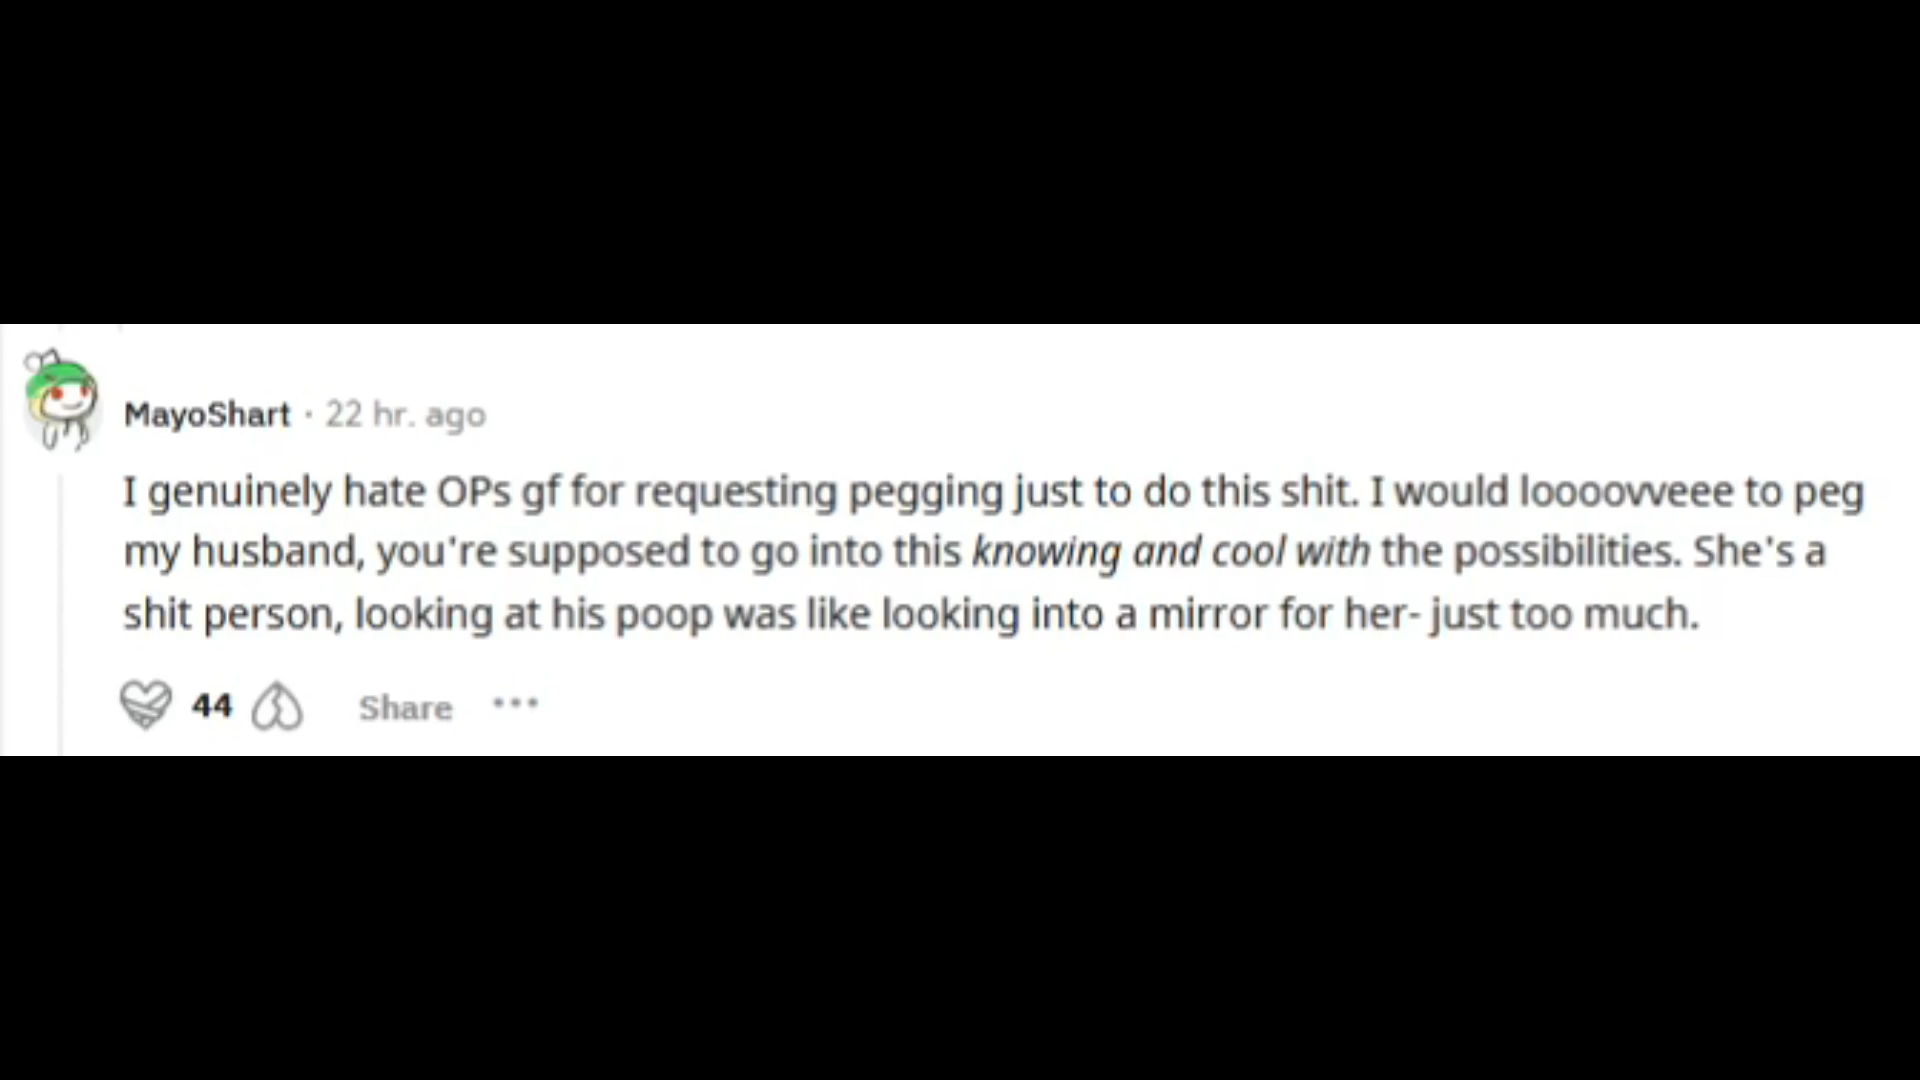 MayoShart · 22 hr. ago
I genuinely hate OPs gf for requesting pegging just to do this shit. I would loooovveee to peg
my husband, you're supposed to go into this knowing and cool with the possibilities. She's a
shit person, looking at his poop was like looking into a mirror for her- just too much.
44 Share ···